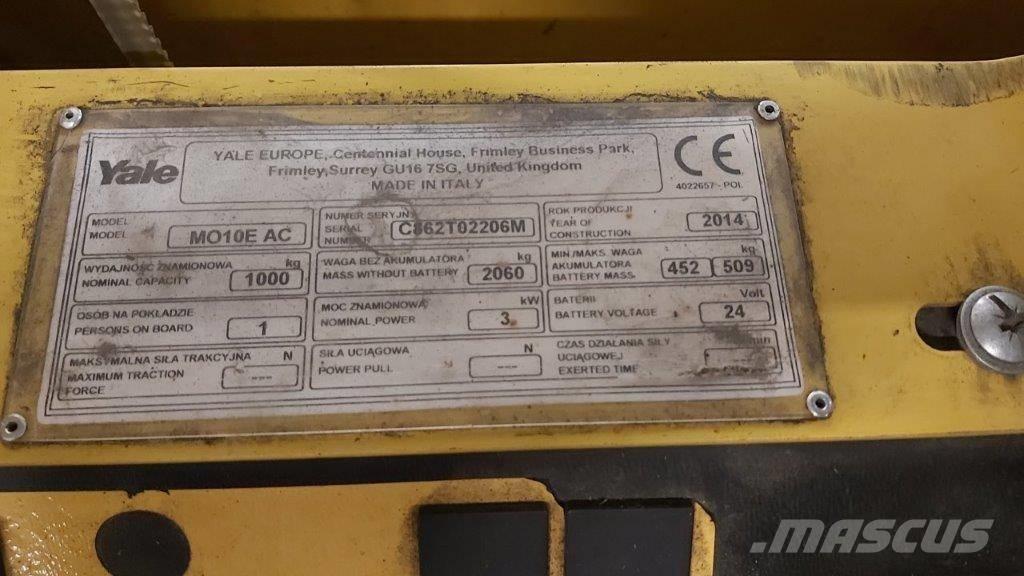 Yale
YALE EUROPE, Centennial House, Frimley Business Park,
Frimley, Surrey GU16 7SG, United Kingdom
MADE IN ITALY
CE
4022657 - POL
MODEL
MODEL
MO10E AC
NUMER SERYJNY
SERIAL
NUMBER
C862T02206M
ROK PRODUKCJI
YEAR OF
CONSTRUCTION
2014
WYDAJNOŚĆ ZNAMIONOWA kg
NOMINAL CAPACITY 1000
WAGA BEZ AKUMULATORA kg
MASS WITHOUT BATTERY 2060
MIN./MAKS. WAGA kg
AKUMULATORA
BATTERY MASS 452 509
OSÓB NA POKŁADZIE
PERSONS ON BOARD 1
MOC ZNAMIONOWA kW
NOMINAL POWER 3
BATERII Volt
BATTERY VOLTAGE 24
MAKSYMALNA SIŁA TRAKCYJNA N
MAXIMUM TRACTION
FORCE ---
SIŁA UCIĄGOWA N
POWER PULL ---
CZAS DZIAŁANIA SIŁY
UCIĄGOWEJ
EXERTED TIME
MASCUS